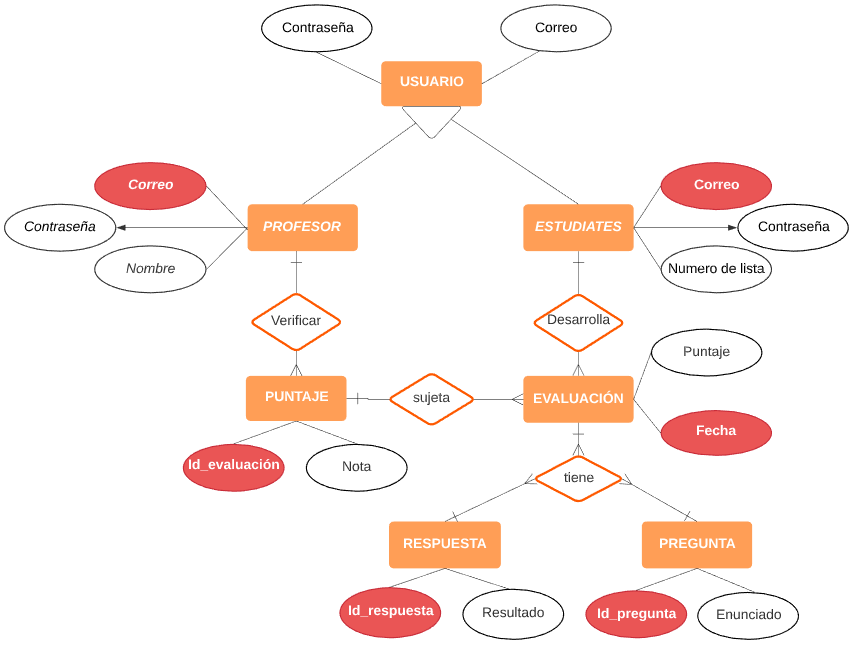 Contraseña
Correo
USUARIO
Correo
Correo
Contraseña
PROFESOR
ESTUDIATES
Contraseña
Nombre
Numero de lista
Verificar
Desarrolla
Puntaje
PUNTAJE
sujeta
EVALUACIÓN
Fecha
Id_evaluación
Nota
tiene
RESPUESTA
PREGUNTA
Id_respuesta
Resultado
Id_pregunta
Enunciado